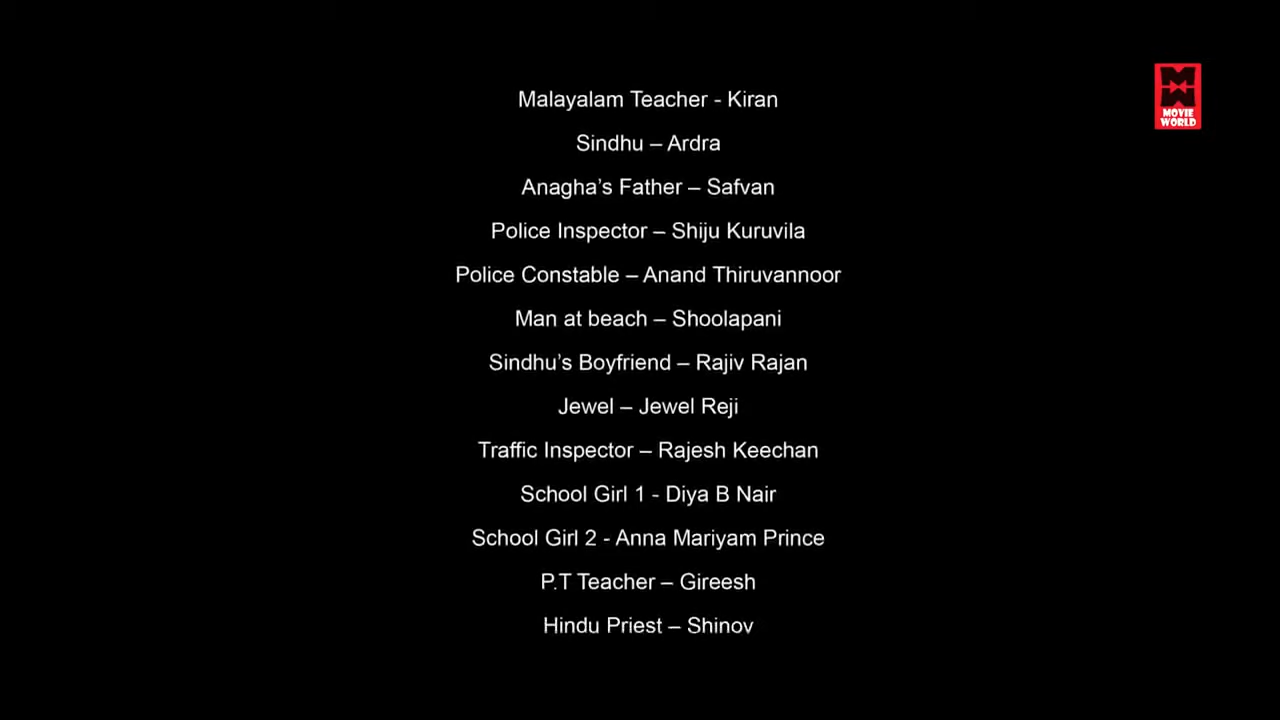 Malayalam Teacher - Kiran
Sindhu – Ardra
Anagha’s Father – Safvan
Police Inspector – Shiju Kuruvila
Police Constable – Anand Thiruvannoor
Man at beach – Shoolapani
Sindhu’s Boyfriend – Rajiv Rajan
Jewel – Jewel Reji
Traffic Inspector – Rajesh Keechan
School Girl 1 - Diya B Nair
School Girl 2 - Anna Mariyam Prince
P.T Teacher – Gireesh
Hindu Priest – Shinov
MOVIE
WORLD